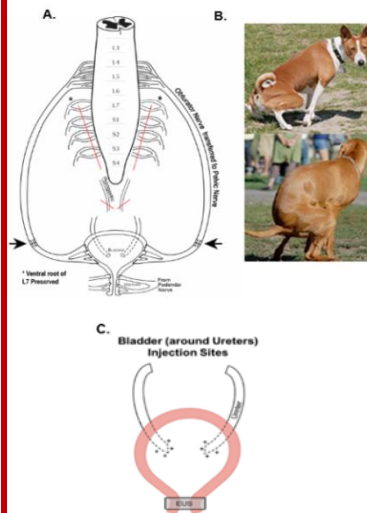 A.
B.
L3
L4
L5
L6
L7
S1
S2
S3
S4
Obturator Nerve transferred to Pelvic Nerve
* Ventral root of
L7 Preserved
From
Pudendal
Nerve
C.
Bladder (around Ureters)
Injection Sites
Ureter
EUS